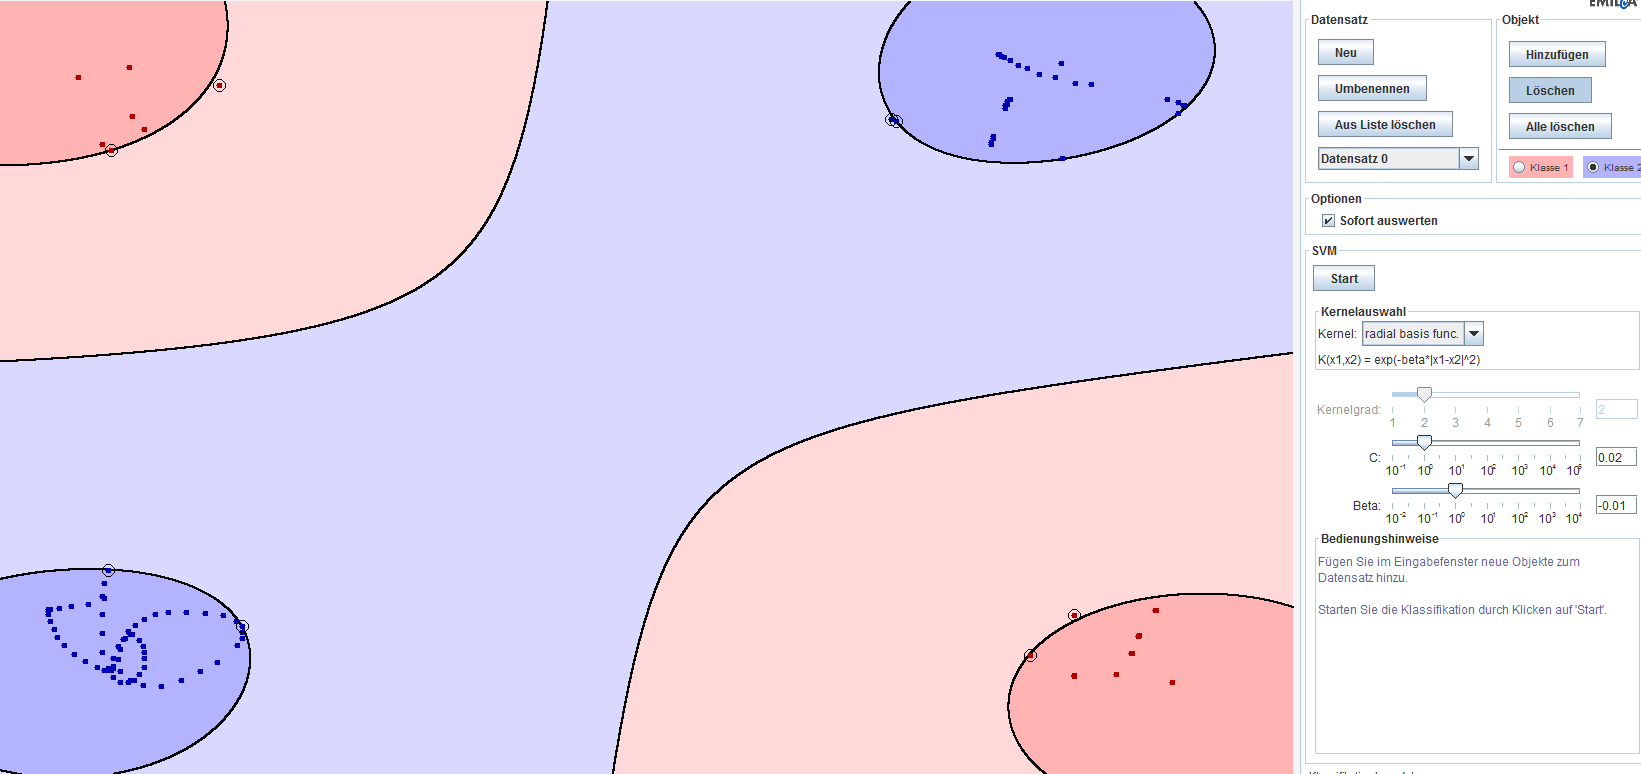 Datensatz
Objekt
Neu
Hinzufügen
Umbenennen
Löschen
Aus Liste löschen
Alle löschen
Datensatz 0
Klasse 1
Klasse 2
Optionen
Sofort auswerten
SVM
Start
Kernelauswahl
Kernel: radial basis func.
K(x1,x2) = exp(-beta*|x1-x2|^2)
Kernelgrad: 2
1 2 3 4 5 6 7
C: 0.02
10^-1 10^0 10^1 10^2 10^3 10^4 10^5
Beta: -0.01
10^-2 10^-1 10^0 10^1 10^2 10^3 10^4
Bedienungshinweise
Fügen Sie im Eingabefenster neue Objekte zum
Datensatz hinzu.
Starten Sie die Klassifikation durch Klicken auf 'Start'.